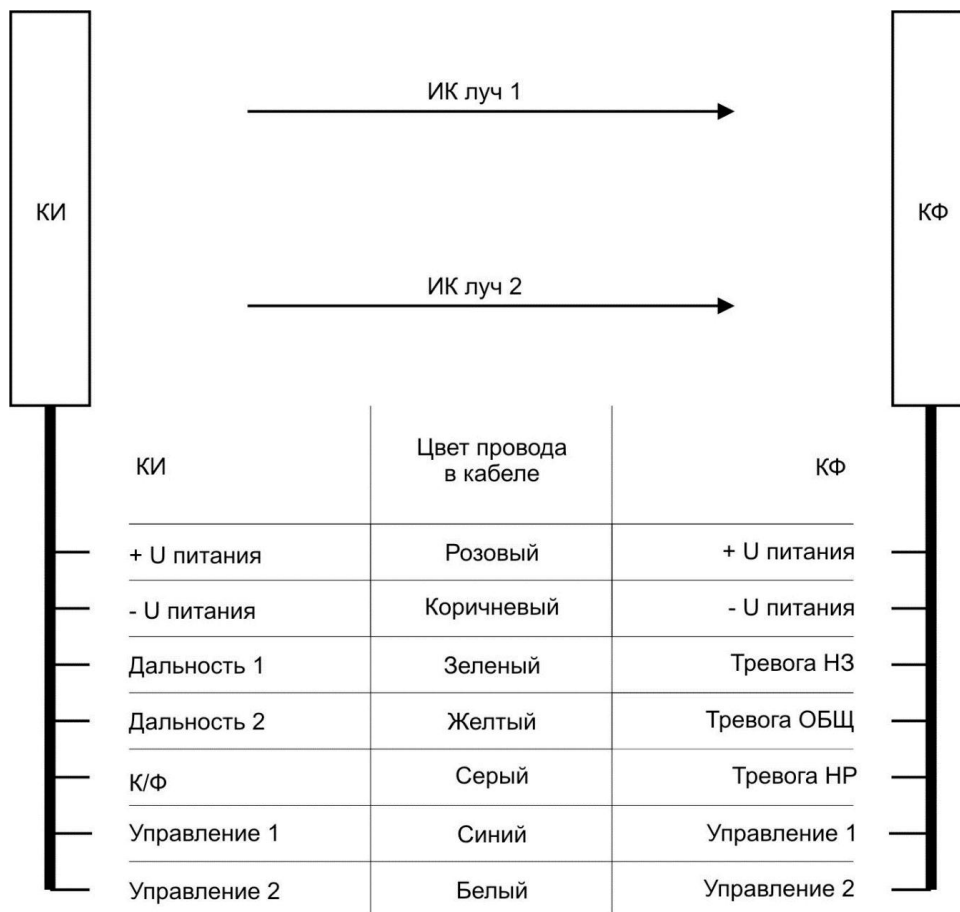 ИК луч 1
КИ
КФ
ИК луч 2
КИ
Цвет провода
в кабеле
КФ
+ U питания Розовый + U питания
- U питания Коричневый - U питания
Дальность 1 Зеленый Тревога НЗ
Дальность 2 Желтый Тревога ОБЩ
К/Ф Серый Тревога НР
Управление 1 Синий Управление 1
Управление 2 Белый Управление 2